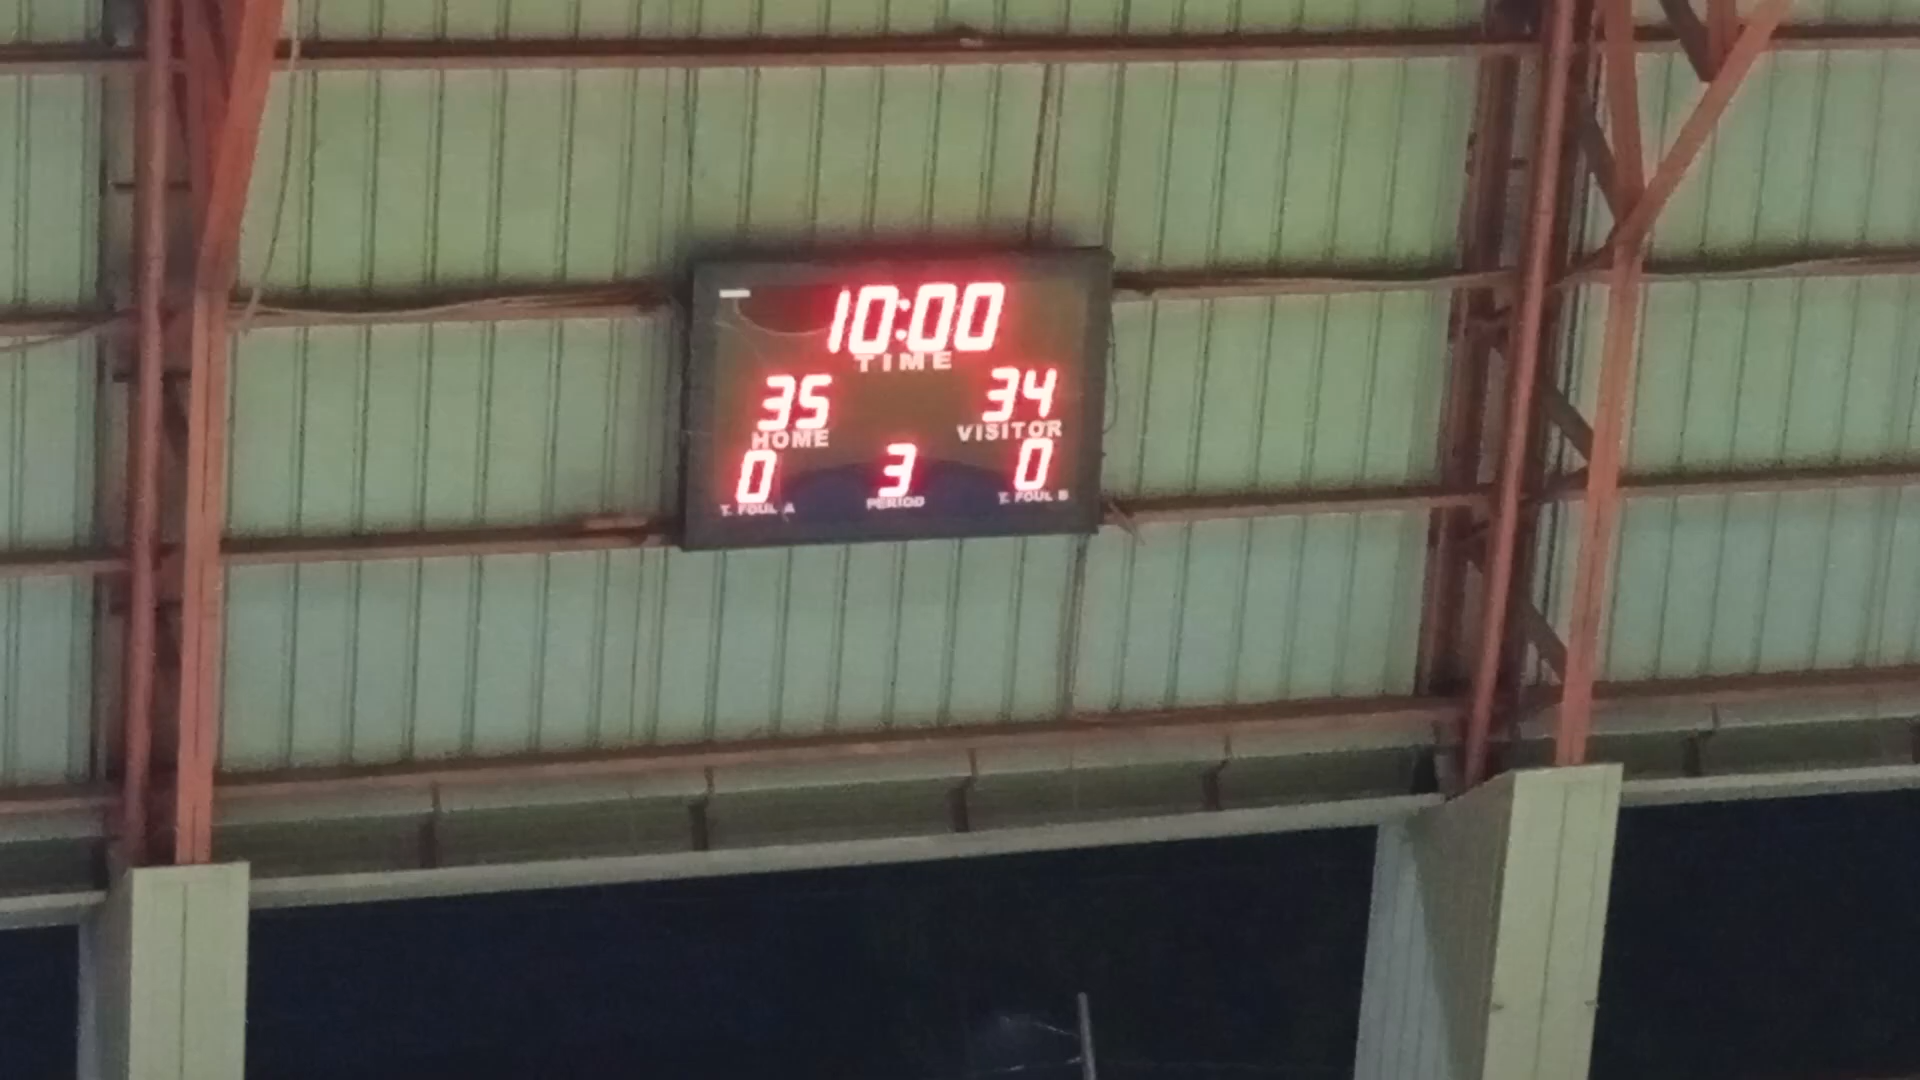 10:00
TIME
35 34
HOME VISITOR
0 3 0
T. FOUL A PERIOD T. FOUL B